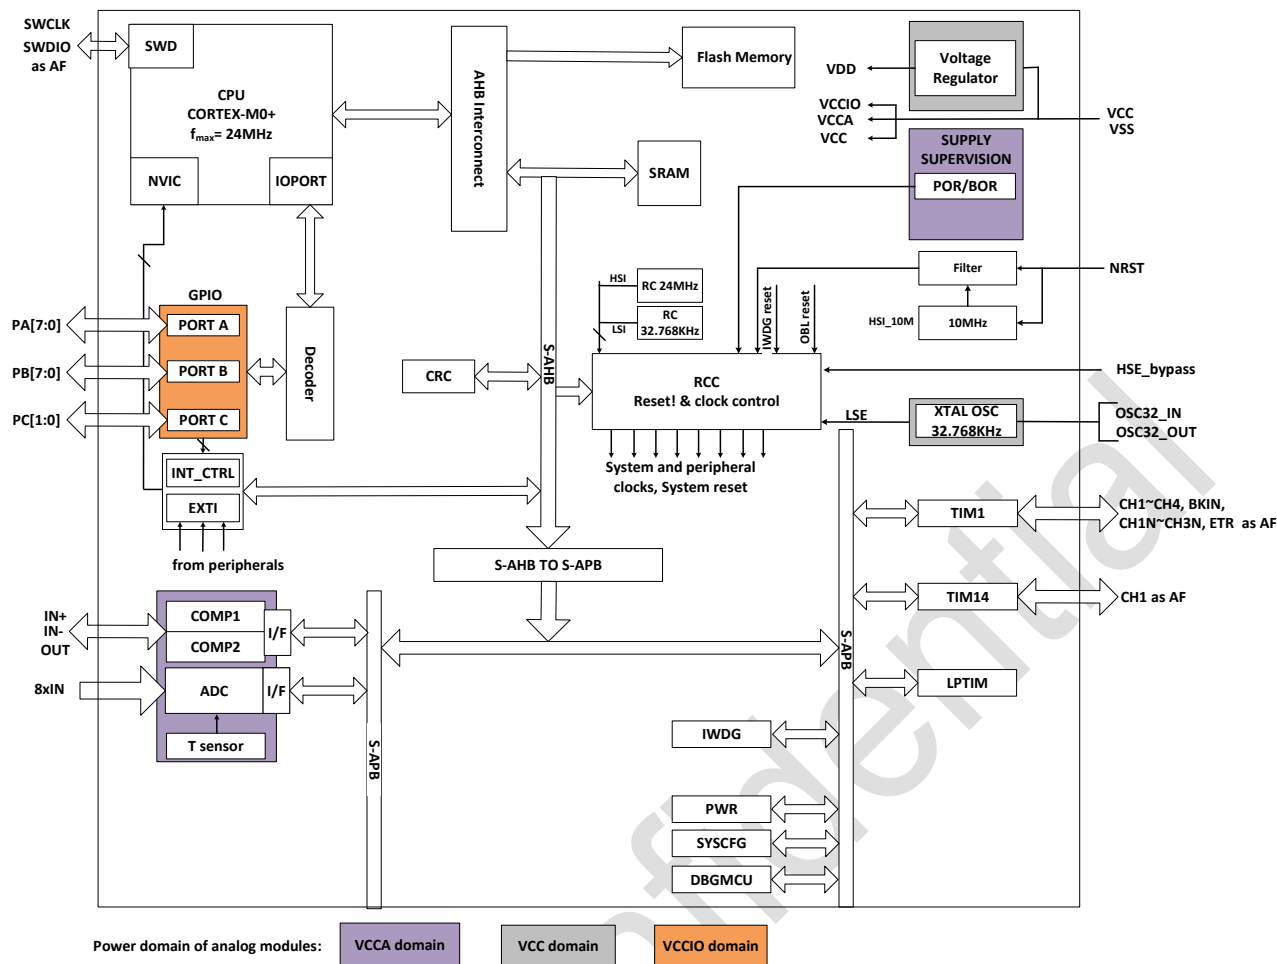 SWCLK
SWDIO
as AF
SWD
CPU
CORTEX-M0+
fmax= 24MHz
NVIC
IOPORT
AHB Interconnect
Flash Memory
SRAM
VDD
VCCIO
VCCA
VCC
Voltage
Regulator
VCC
VSS
SUPPLY
SUPERVISION
POR/BOR
Filter
NRST
HSI_10M
10MHz
HSI
RC 24MHz
LSI
RC
32.768KHz
IWDG reset
OBL reset
GPIO
PA[7:0]
PORT A
PB[7:0]
PORT B
PC[1:0]
PORT C
Decoder
CRC
S-AHB
RCC
Reset! & clock control
HSE_bypass
LSE
XTAL OSC
32.768KHz
OSC32_IN
OSC32_OUT
System and peripheral
clocks, System reset
INT_CTRL
EXTI
from peripherals
S-AHB TO S-APB
TIM1
CH1~CH4, BKIN,
CH1N~CH3N, ETR as AF
TIM14
CH1 as AF
LPTIM
S-APB
IN+
IN-
OUT
COMP1
COMP2
I/F
8xIN
ADC
I/F
T sensor
S-APB
IWDG
PWR
SYSCFG
DBGMCU
Power domain of analog modules:
VCCA domain
VCC domain
VCCIO domain
nfidential